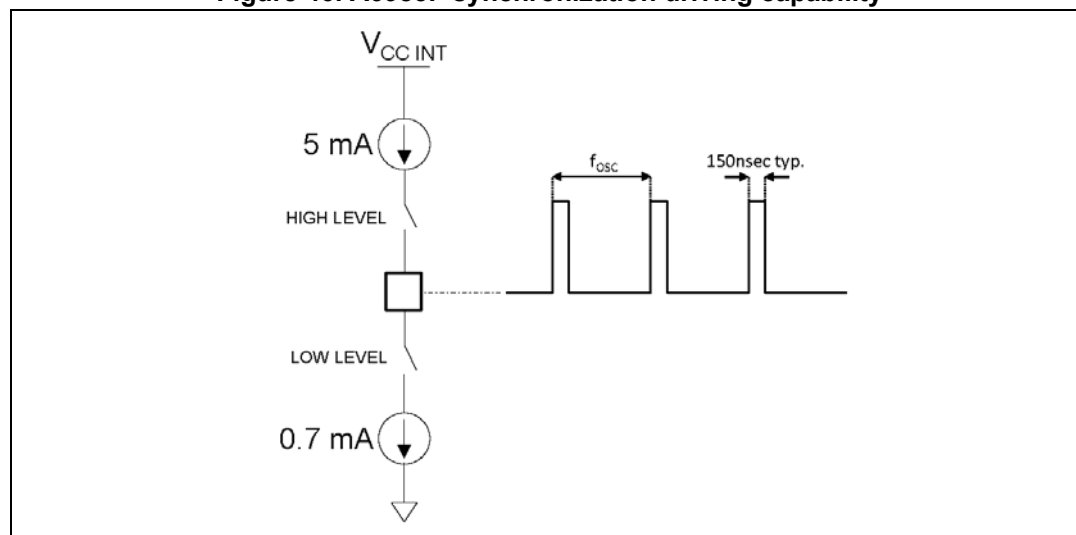 V_CC INT
5 mA
f_OSC
150nsec typ.
HIGH LEVEL
LOW LEVEL
0.7 mA